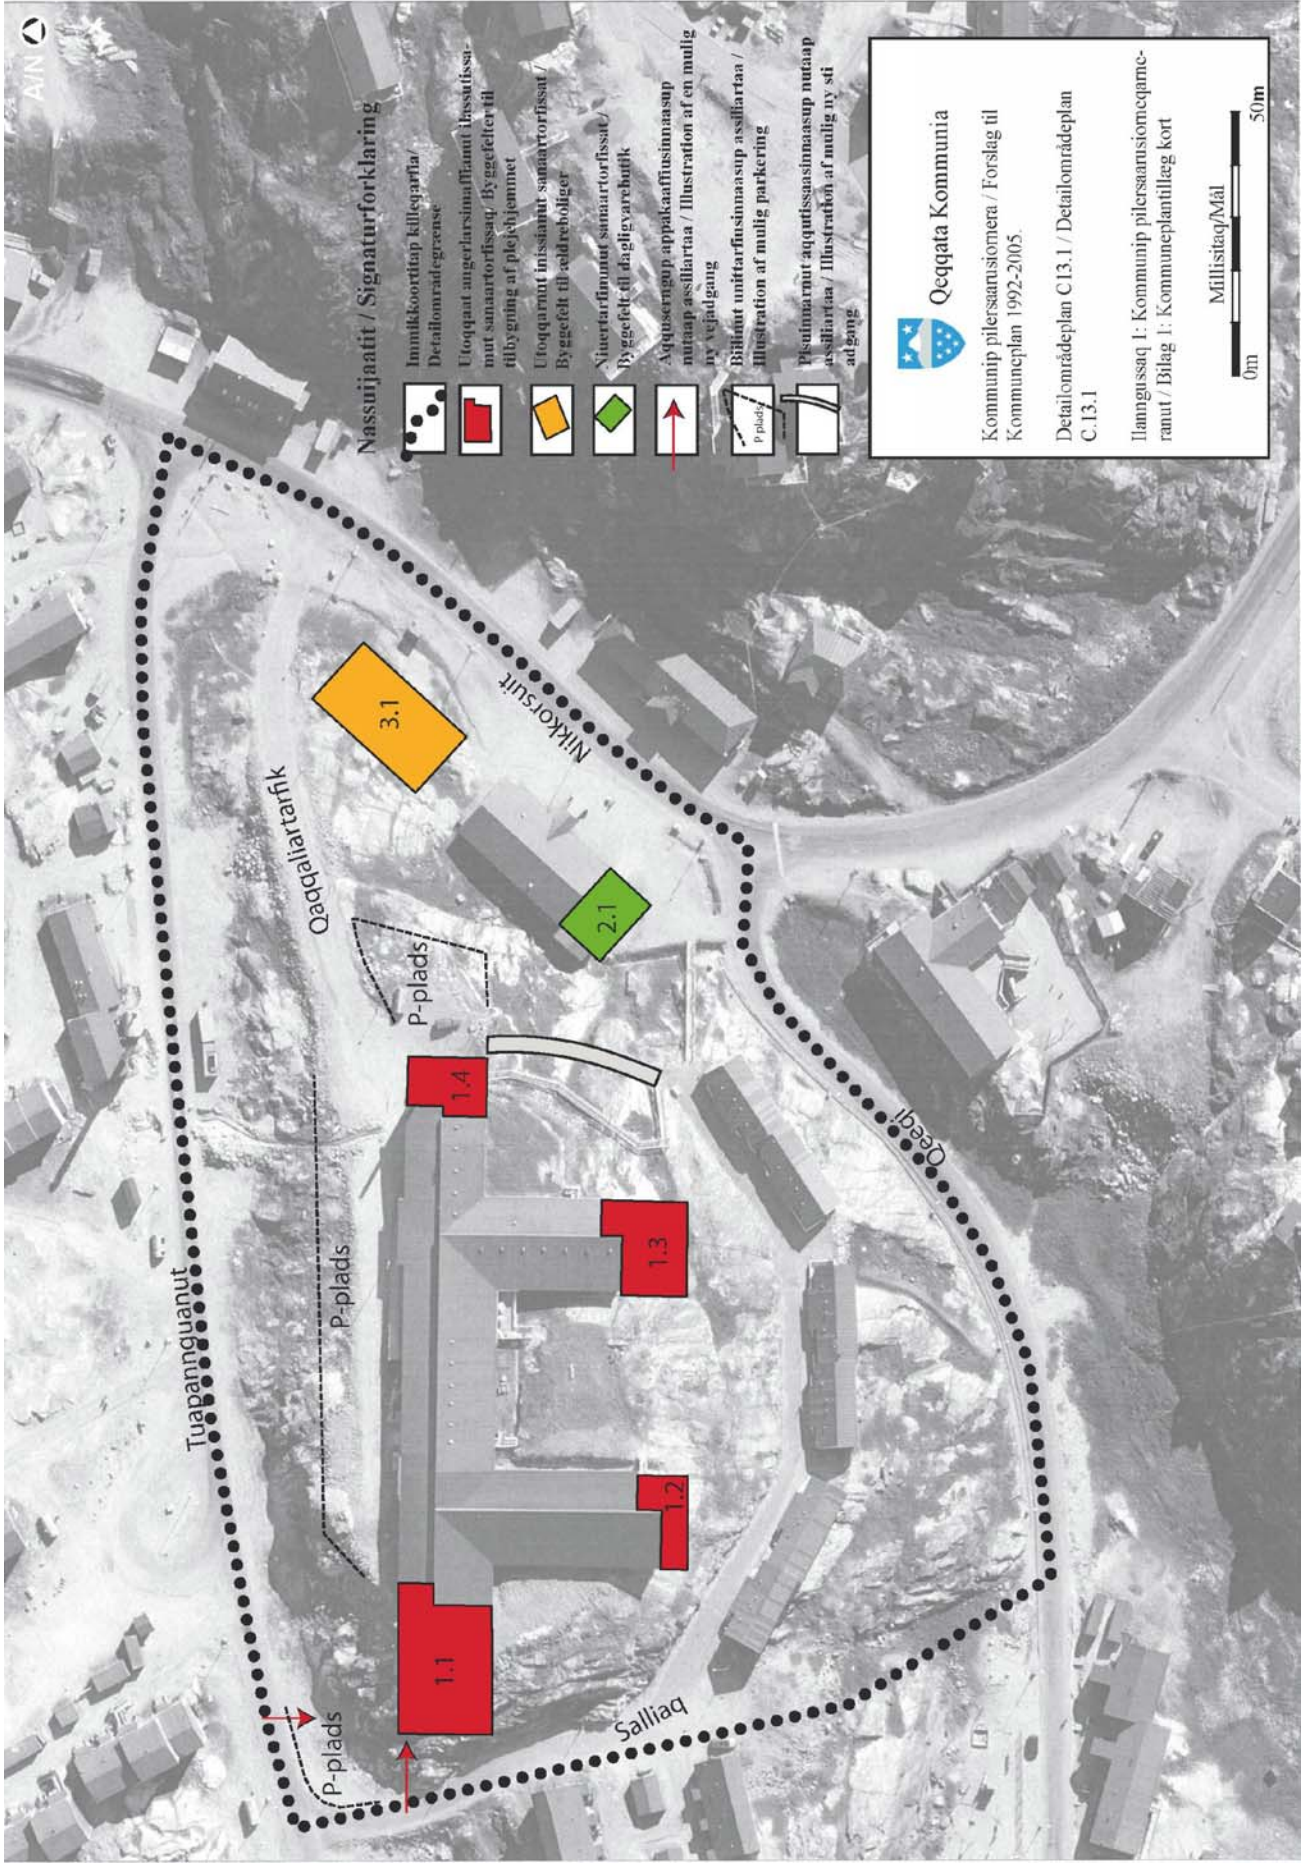 A/N
Nassuijaatit / Signaturforklaring
Immikkoortitap killeqarfia/
Detailområdegrænse
Utoqqaat angerlarsimaffiannut ilassutissa-
mut sanaartorfissaq/ Byggefelter til
tilbygning af plejehjemmet
Utoqqarnut inissianut sanaartorfissat /
Byggefelt til ældreboliger
Niuertarfimmut sanaartorfissat /
Byggefelt til dagligvarebutik
Aqquserngup appakaaffiusinnaasup
nutaap assiliartaa / Illustration af en mulig
ny vejadgang
Biilinut unittarfiusinnaasup assiliartaa /
Illustration af mulig parkering
Pisuinnarnut aqqutissaasinnaasup nutaap
assiliartaa / Illustration af mulig ny sti
adgang
P plads
Qeqqata Kommunia
Kommunip pilersaarusiornera / Forslag til
Kommuneplan 1992-2005.
Detailområdeplan C13.1 / Detailområdeplan
C.13.1
Ilanngussaq 1: Kommunip pilersaarusiorneqarne-
ranut / Bilag 1: Kommuneplantillæg kort
Millisitaq/Mål
0m
50m
Tuapannguanut
Qaqqaliartarfik
Nikkorsuit
Qeeqi
Salliaq
P-plads
P-plads
P-plads
1.1
1.2
1.3
1.4
2.1
3.1